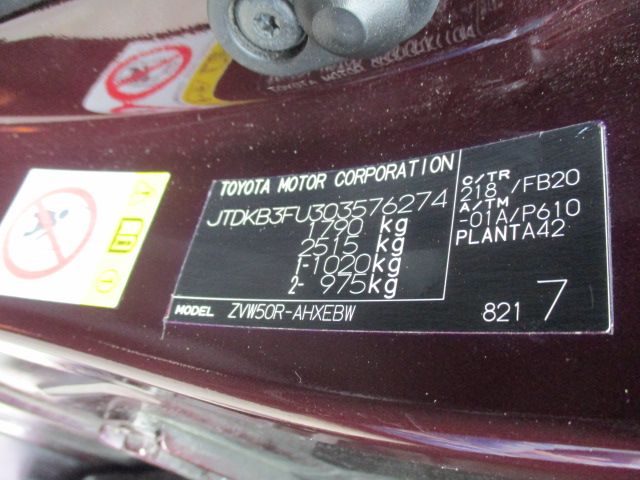 TOYOTA MOTOR CORPORATION
JTDKB3FU303576274
1790 kg
2515 kg
1-1020kg
2- 975kg
MODEL ZVW50R-AHXEBW
C/TR
218 /FB20
A/TM
-01A/P610
PLANTA42
821 7